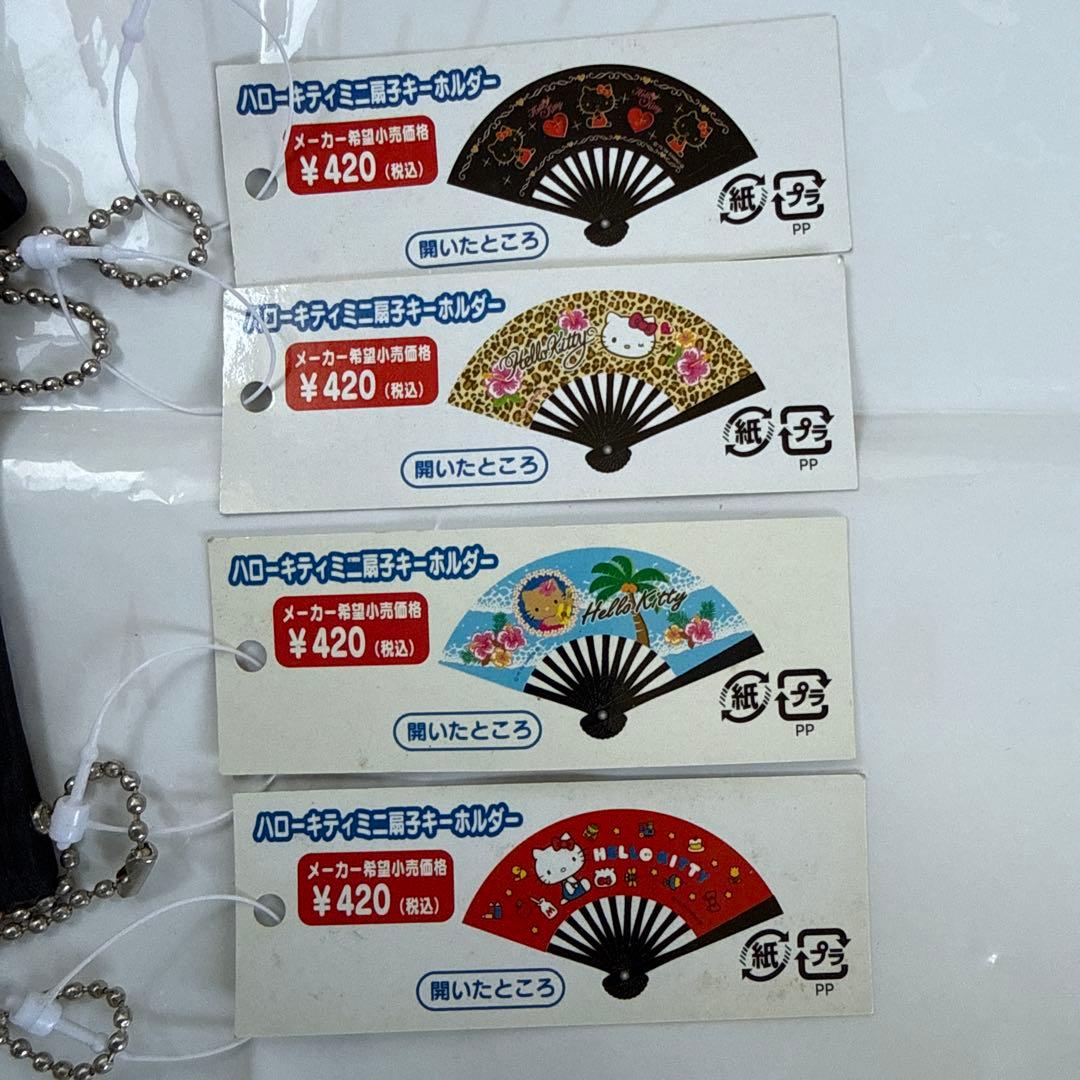 ハローキティミニ扇子キーホルダー
メーカー希望小売価格
¥420（税込）
Hello Kitty
Hello Kitty
開いたところ
紙
プラ
PP
ハローキティミニ扇子キーホルダー
メーカー希望小売価格
¥420（税込）
Hello Kitty
開いたところ
紙
プラ
PP
ハローキティミニ扇子キーホルダー
メーカー希望小売価格
¥420（税込）
Hello Kitty
開いたところ
紙
プラ
PP
ハローキティミニ扇子キーホルダー
メーカー希望小売価格
¥420（税込）
HELLO KITTY
開いたところ
紙
プラ
PP